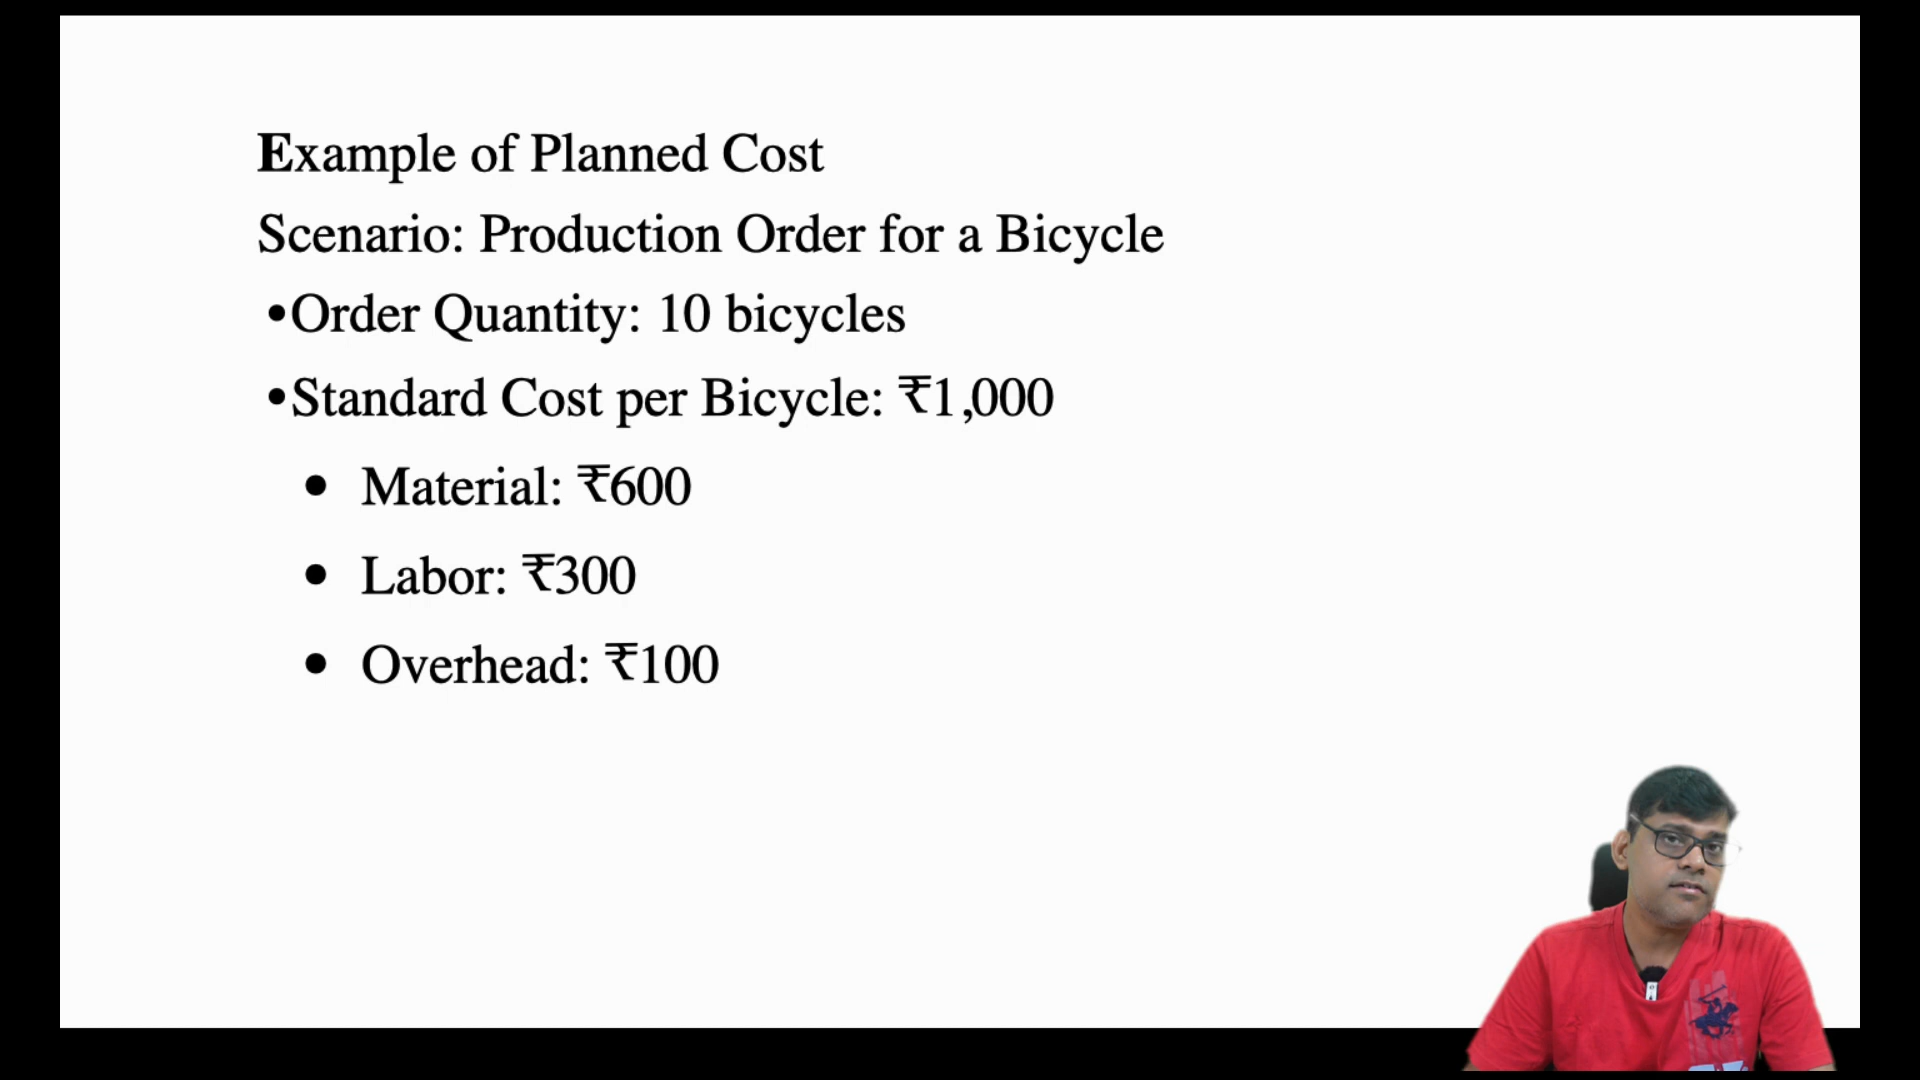 Example of Planned Cost
Scenario: Production Order for a Bicycle
•Order Quantity: 10 bicycles
•Standard Cost per Bicycle: ₹1,000
• Material: ₹600
• Labor: ₹300
• Overhead: ₹100